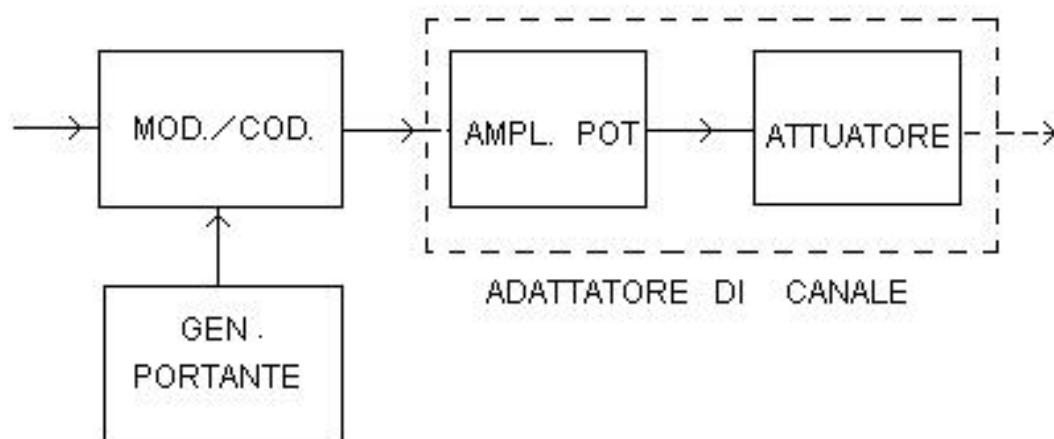 MOD./COD.
AMPL. POT
ATTUATORE
ADATTATORE DI CANALE
GEN.
PORTANTE